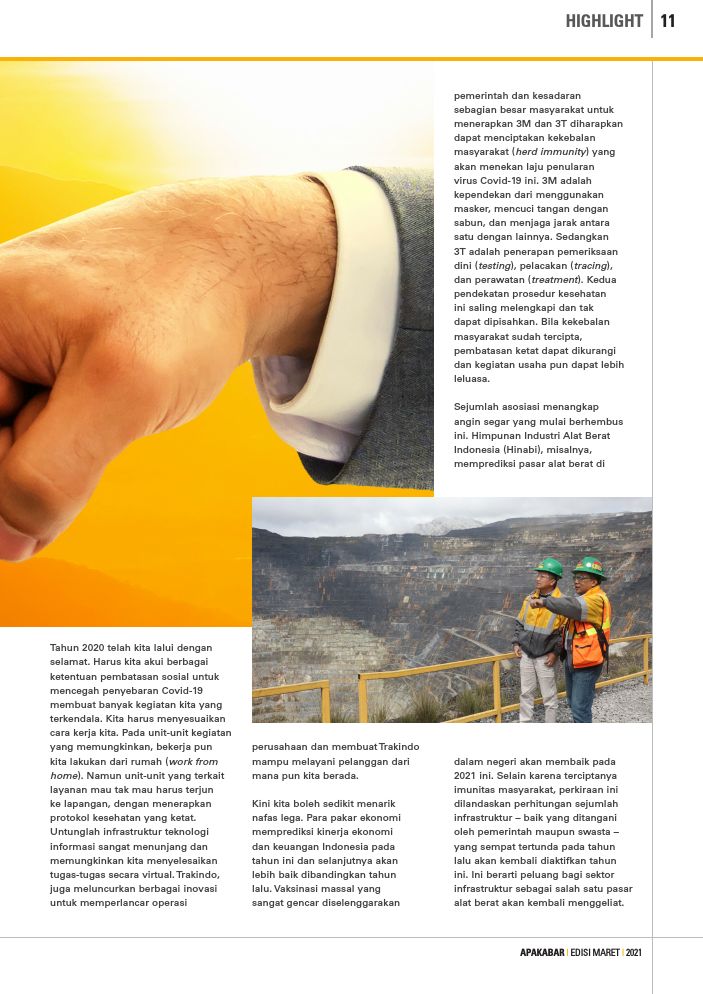 HIGHLIGHT 11
Tahun 2020 telah kita lalui dengan
selamat. Harus kita akui berbagai
ketentuan pembatasan sosial untuk
mencegah penyebaran Covid-19
membuat banyak kegiatan kita yang
terkendala. Kita harus menyesuaikan
cara kerja kita. Pada unit-unit kegiatan
yang memungkinkan, bekerja pun
kita lakukan dari rumah (work from
home). Namun unit-unit yang terkait
layanan mau tak mau harus terjun
ke lapangan, dengan menerapkan
protokol kesehatan yang ketat.
Untunglah infrastruktur teknologi
informasi sangat menunjang dan
memungkinkan kita menyelesaikan
tugas-tugas secara virtual. Trakindo,
juga meluncurkan berbagai inovasi
untuk memperlancar operasi
perusahaan dan membuat Trakindo
mampu melayani pelanggan dari
mana pun kita berada.
Kini kita boleh sedikit menarik
nafas lega. Para pakar ekonomi
memprediksi kinerja ekonomi
dan keuangan Indonesia pada
tahun ini dan selanjutnya akan
lebih baik dibandingkan tahun
lalu. Vaksinasi massal yang
sangat gencar diselenggarakan
pemerintah dan kesadaran
sebagian besar masyarakat untuk
menerapkan 3M dan 3T diharapkan
dapat menciptakan kekebalan
masyarakat (herd immunity) yang
akan menekan laju penularan
virus Covid-19 ini. 3M adalah
kependekan dari menggunakan
masker, mencuci tangan dengan
sabun, dan menjaga jarak antara
satu dengan lainnya. Sedangkan
3T adalah penerapan pemeriksaan
dini (testing), pelacakan (tracing),
dan perawatan (treatment). Kedua
pendekatan prosedur kesehatan
ini saling melengkapi dan tak
dapat dipisahkan. Bila kekebalan
masyarakat sudah tercipta,
pembatasan ketat dapat dikurangi
dan kegiatan usaha pun dapat lebih
leluasa.
Sejumlah asosiasi menangkap
angin segar yang mulai berhembus
ini. Himpunan Industri Alat Berat
Indonesia (Hinabi), misalnya,
memprediksi pasar alat berat di
dalam negeri akan membaik pada
2021 ini. Selain karena terciptanya
imunitas masyarakat, perkiraan ini
dilandaskan perhitungan sejumlah
infrastruktur – baik yang ditangani
oleh pemerintah maupun swasta –
yang sempat tertunda pada tahun
lalu akan kembali diaktifkan tahun
ini. Ini berarti peluang bagi sektor
infrastruktur sebagai salah satu pasar
alat berat akan kembali menggeliat.
APAKABAR | EDISI MARET | 2021